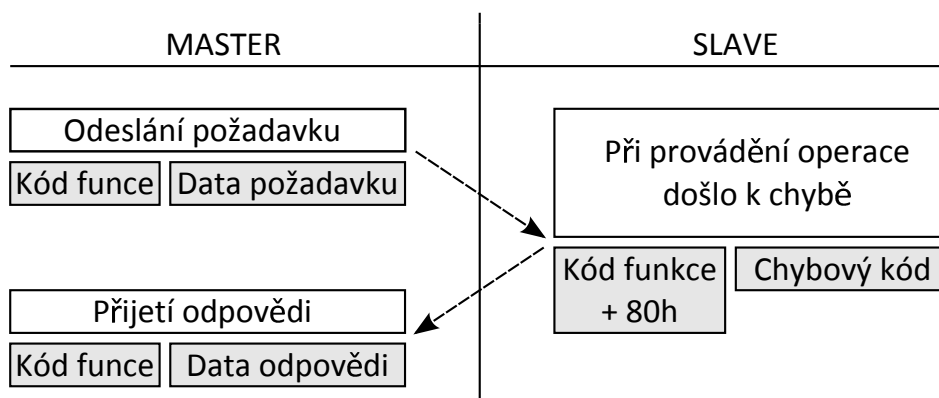 MASTER
SLAVE
Odeslání požadavku
Kód funce
Data požadavku
Při provádění operace
došlo k chybě
Kód funkce
+ 80h
Chybový kód
Přijetí odpovědi
Kód funce
Data odpovědi